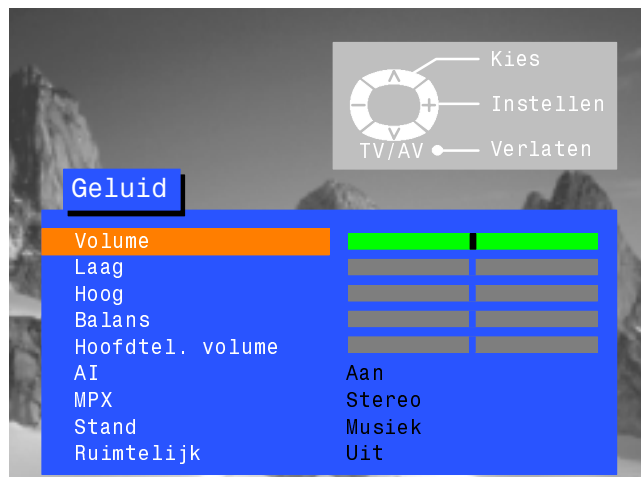 Kies
Instellen
TV/AV Verlaten
Geluid
Volume
Laag
Hoog
Balans
Hoofdtel. volume
AI Aan
MPX Stereo
Stand Musiek
Ruimtelijk Uit